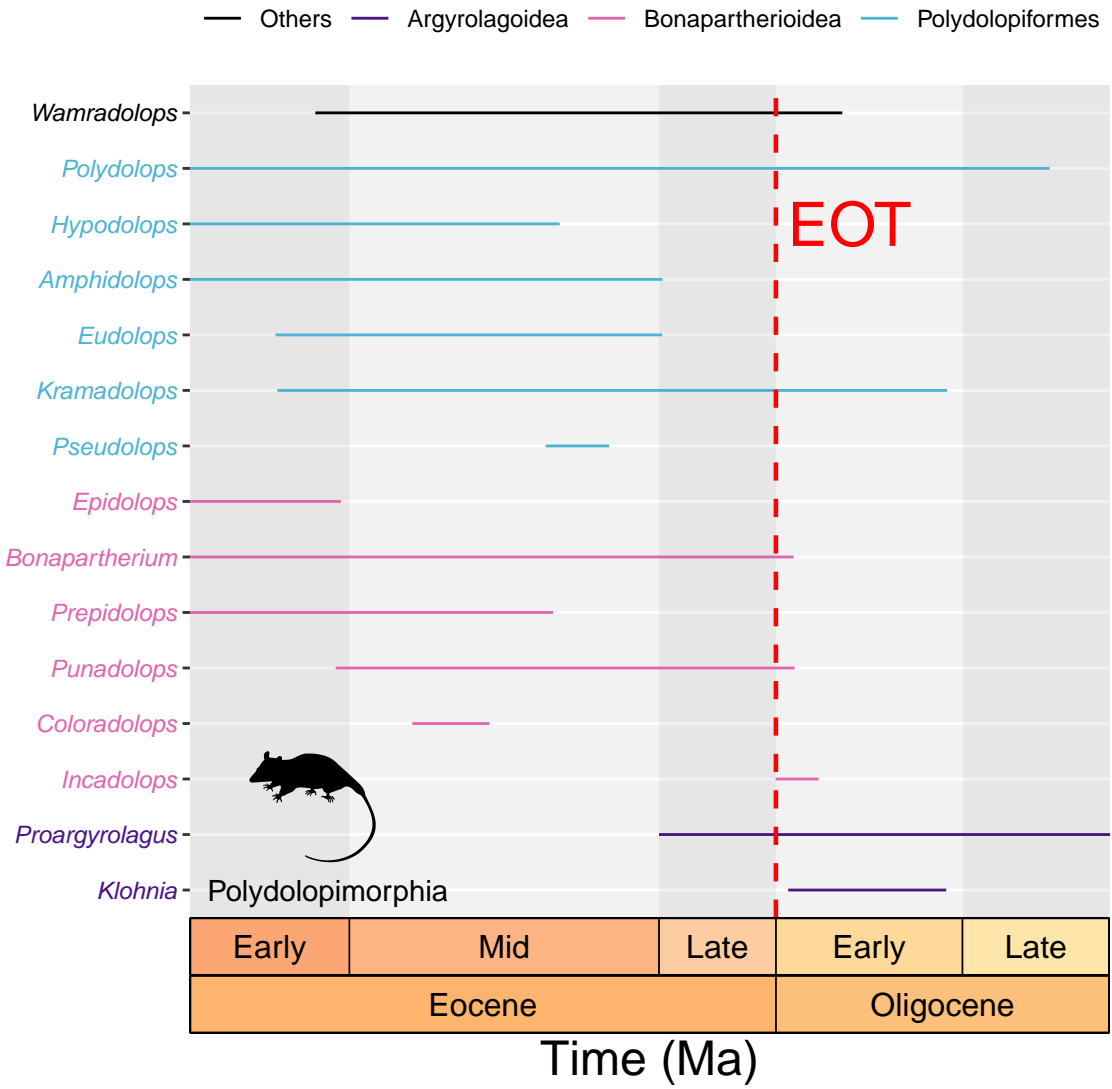 Others Argyrolagoidea Bonapartherioidea Polydolopiformes
Wamradolops
Polydolops
Hypodolops
EOT
Amphidolops
Eudolops
Kramadolops
Pseudolops
Epidolops
Bonapartherium
Prepidolops
Punadolops
Coloradolops
Incadolops
Proargyrolagus
Klohnia
Polydolopimorphia
Early Mid Late Early Late
Eocene Oligocene
Time (Ma)